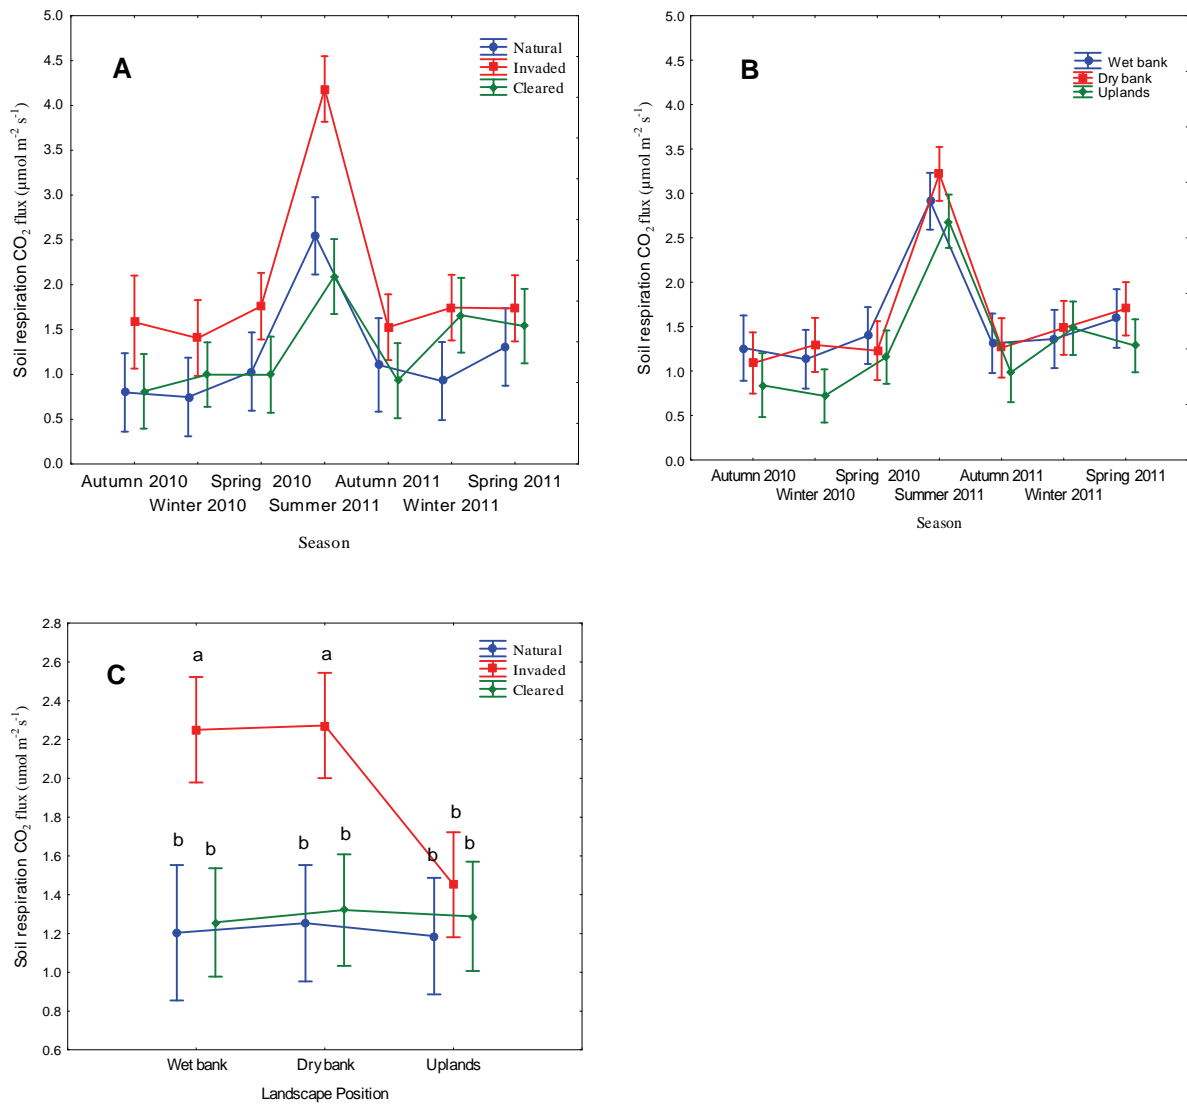 A
Natural
Invaded
Cleared
Soil respiration CO₂ flux (µmol m⁻² s⁻¹)
5.0
4.5
4.0
3.5
3.0
2.5
2.0
1.5
1.0
0.5
0.0
Autumn 2010 Spring 2010 Autumn 2011 Spring 2011
Winter 2010 Summer 2011 Winter 2011
Season
B
Wet bank
Dry bank
Uplands
Soil respiration CO₂ flux (µmol m⁻² s⁻¹)
5.0
4.5
4.0
3.5
3.0
2.5
2.0
1.5
1.0
0.5
0.0
Autumn 2010 Spring 2010 Autumn 2011 Spring 2011
Winter 2010 Summer 2011 Winter 2011
Season
C
Natural
Invaded
Cleared
Soil respiration CO₂ flux (umol m⁻² s⁻¹)
2.8
2.6
2.4
2.2
2.0
1.8
1.6
1.4
1.2
1.0
0.8
0.6
a a
b b b b b b b
Wet bank Dry bank Uplands
Landscape Position